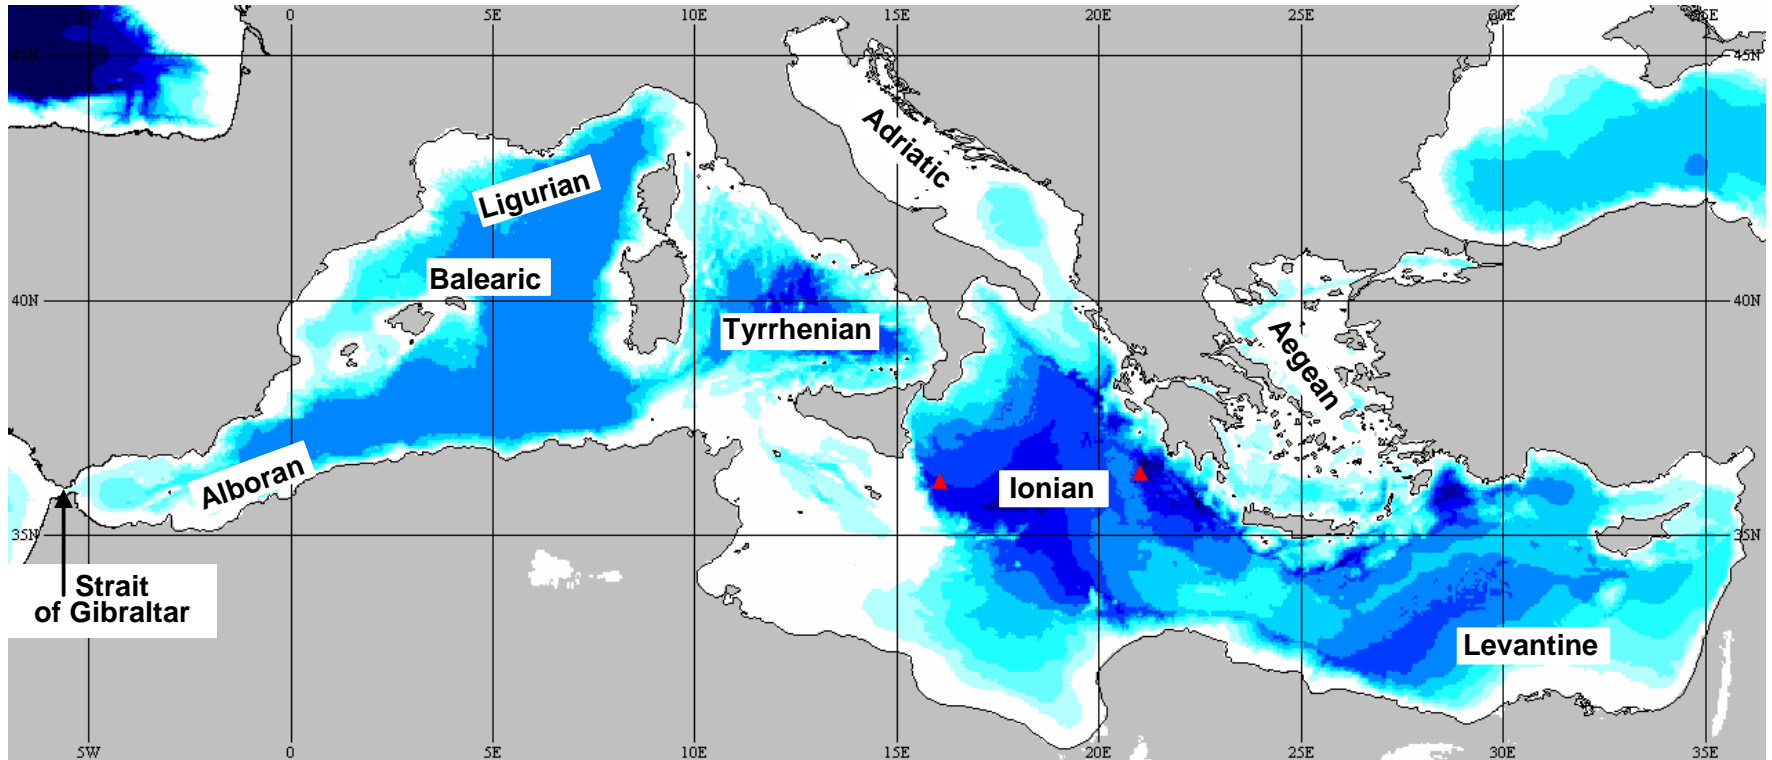 5W 0 5E 10E 15E 20E 25E 30E 35E
45N 45N
Adriatic
Ligurian
Balearic
40N 40N
Tyrrhenian
Aegean
Alboran
Ionian
35N 35N
Strait
of Gibraltar
Levantine
5W 0 5E 10E 15E 20E 25E 30E 35E